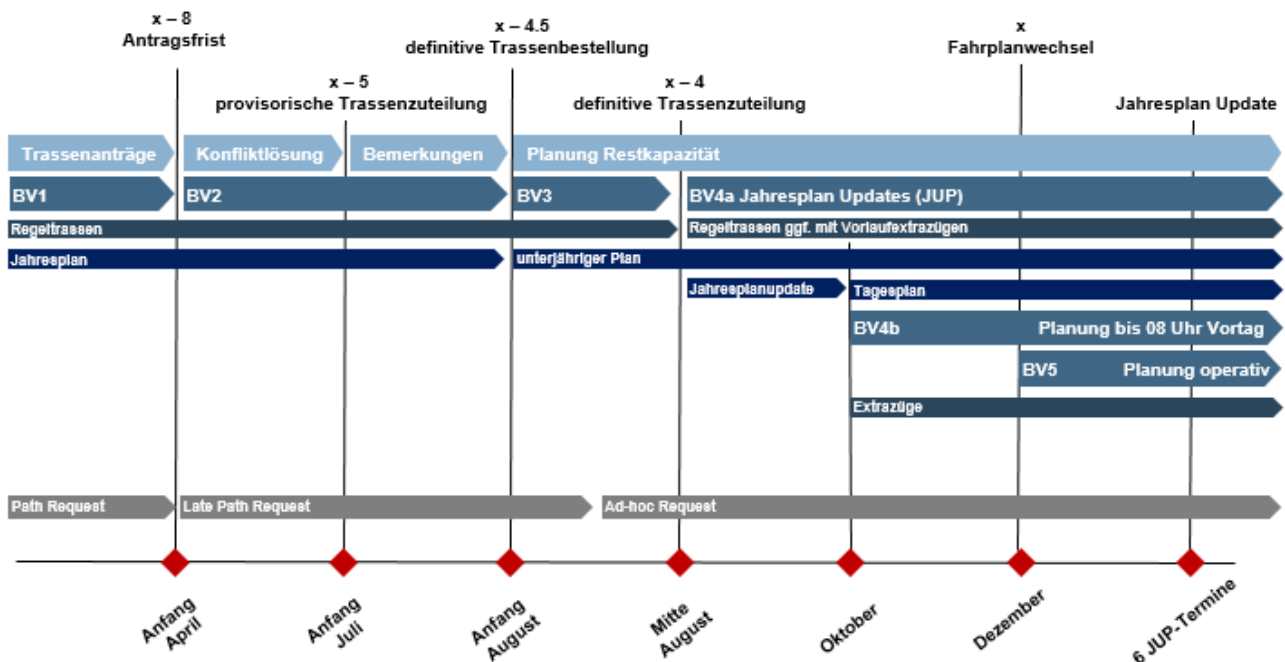 x – 8
Antragsfrist
x – 4.5
definitive Trassenbestellung
x
Fahrplanwechsel
x – 5
provisorische Trassenzuteilung
x – 4
definitive Trassenzuteilung
Jahresplan Update
Trassenanträge
Konfliktlösung
Bemerkungen
Planung Restkapazität
BV1
BV2
BV3
BV4a Jahresplan Updates (JUP)
Regeltrassen
Regeltrassen ggf. mit Vorlaufextrazügen
Jahresplan
unterjähriger Plan
Jahresplanupdate
Tagesplan
BV4b
Planung bis 08 Uhr Vortag
BV5
Planung operativ
Extrazüge
Path Request
Late Path Request
Ad-hoc Request
Anfang
April
Anfang
Juli
Anfang
August
Mitte
August
Oktober
Dezember
6 JUP-Termine